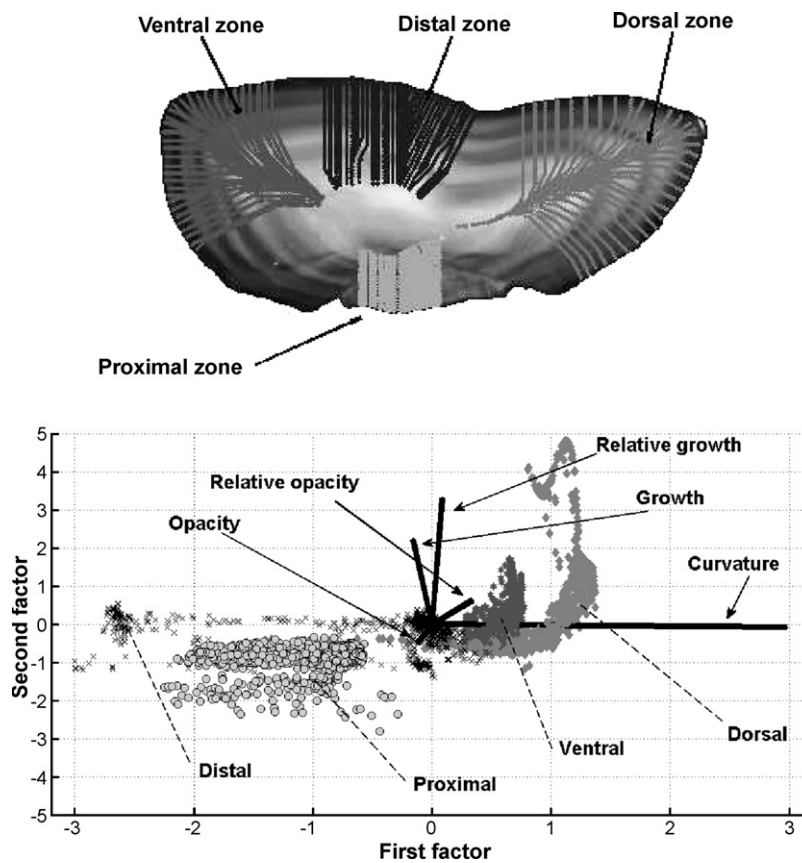 Ventral zone
Distal zone
Dorsal zone
Proximal zone
Relative growth
Relative opacity
Growth
Opacity
Curvature
Ventral
Dorsal
Distal
Proximal
Second factor
5
4
3
2
1
0
-1
-2
-3
-4
-5
-3 -2 -1 0 1 2 3
First factor